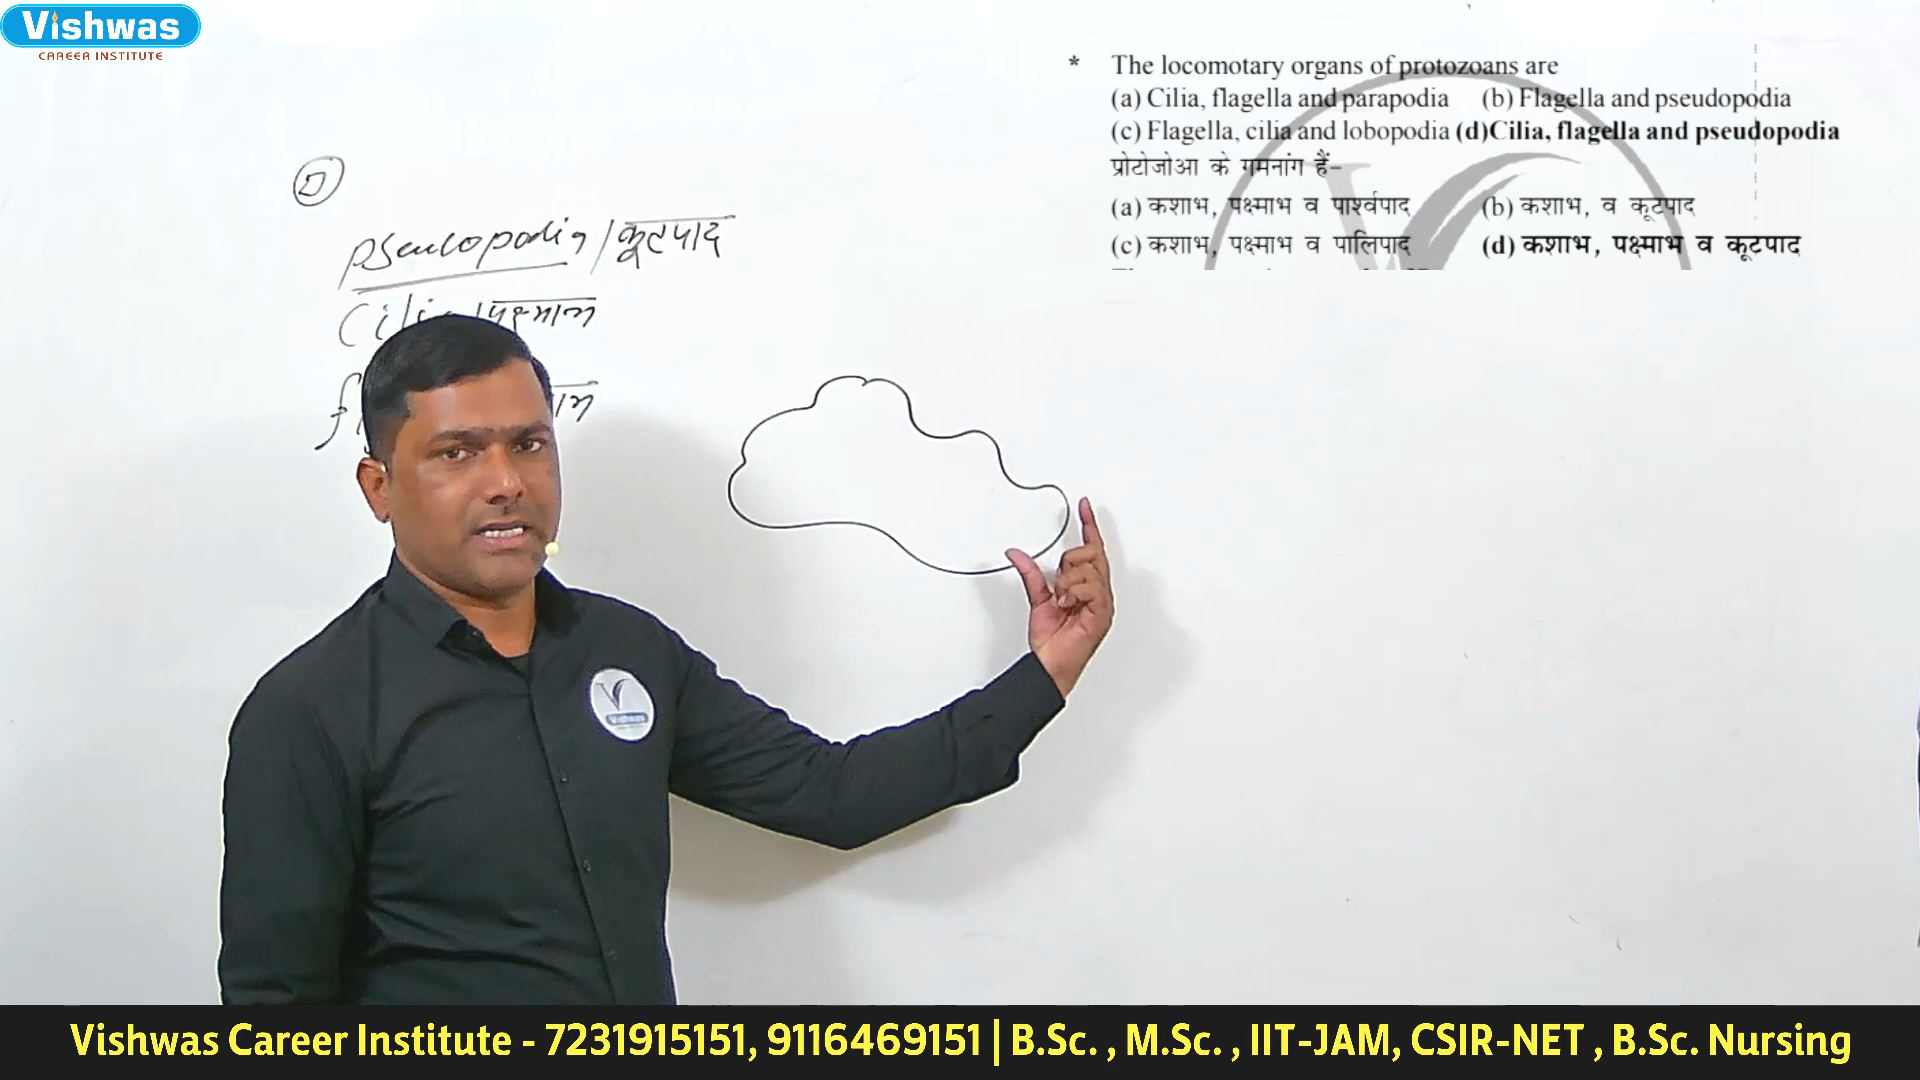 Vishwas
CAREER INSTITUTE
* The locomotary organs of protozoans are
(a) Cilia, flagella and parapodia (b) Flagella and pseudopodia
(c) Flagella, cilia and lobopodia (d)Cilia, flagella and pseudopodia
प्रोटोजोआ के गमनांग हैं-
(a) कशाभ, पक्ष्माभ व पार्श्वपाद (b) कशाभ, व कूटपाद
(c) कशाभ, पक्ष्माभ व पालिपाद (d) कशाभ, पक्ष्माभ व कूटपाद
pseudopodia/कूटपाद
Vishwas
Vishwas Career Institute - 7231915151, 9116469151 | B.Sc. , M.Sc. , IIT-JAM, CSIR-NET , B.Sc. Nursing